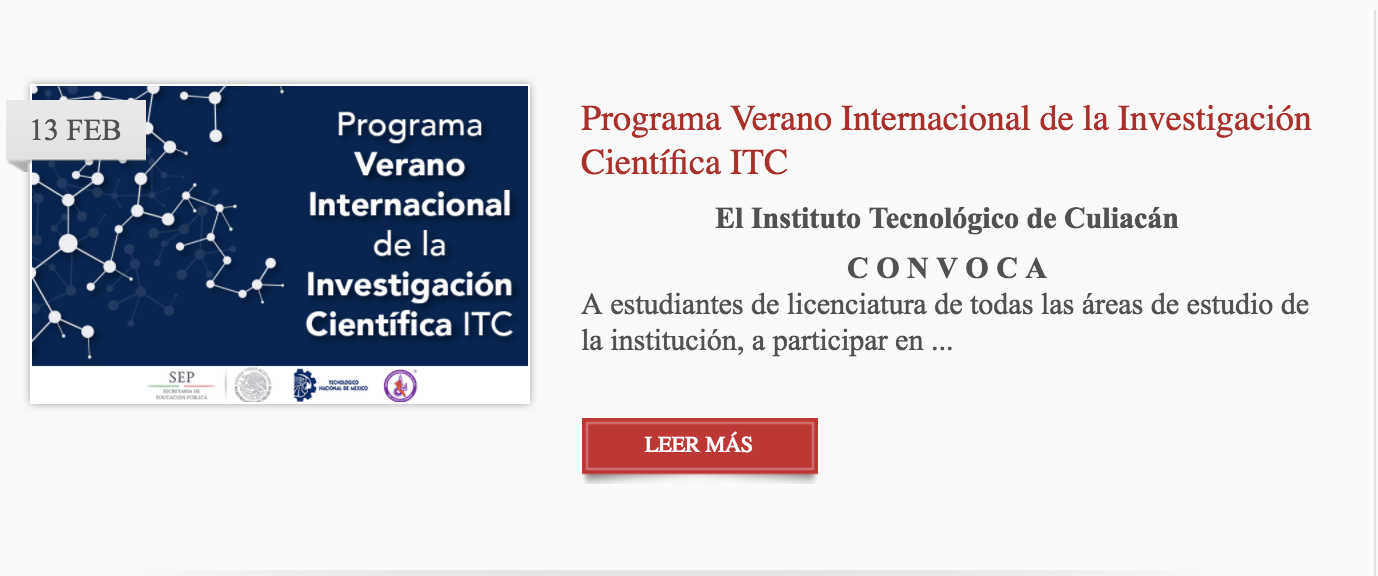 13 FEB
Programa
Verano
Internacional
de la
Investigación
Científica ITC
SEP
SECRETARÍA DE
EDUCACIÓN PÚBLICA
TECNOLÓGICO
NACIONAL DE MÉXICO
Programa Verano Internacional de la Investigación
Científica ITC
El Instituto Tecnológico de Culiacán
C O N V O C A
A estudiantes de licenciatura de todas las áreas de estudio de
la institución, a participar en ...
LEER MÁS